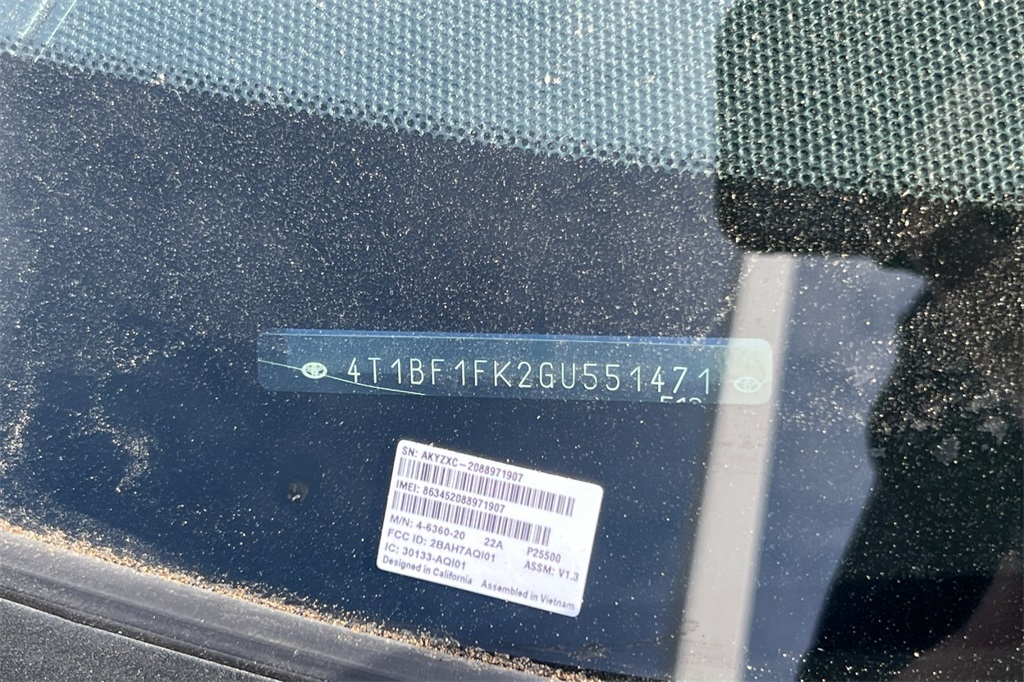 4T1BF1FK2GU551471
SN: AKYZXC-2088971907
IMEI: 863452088971907
M/N: 4-6360-20 22A P25500
FCC ID: 2BAH7AQI01 ASSM: V1.3
IC: 30133-AQI01
Designed in California Assembled in Vietnam